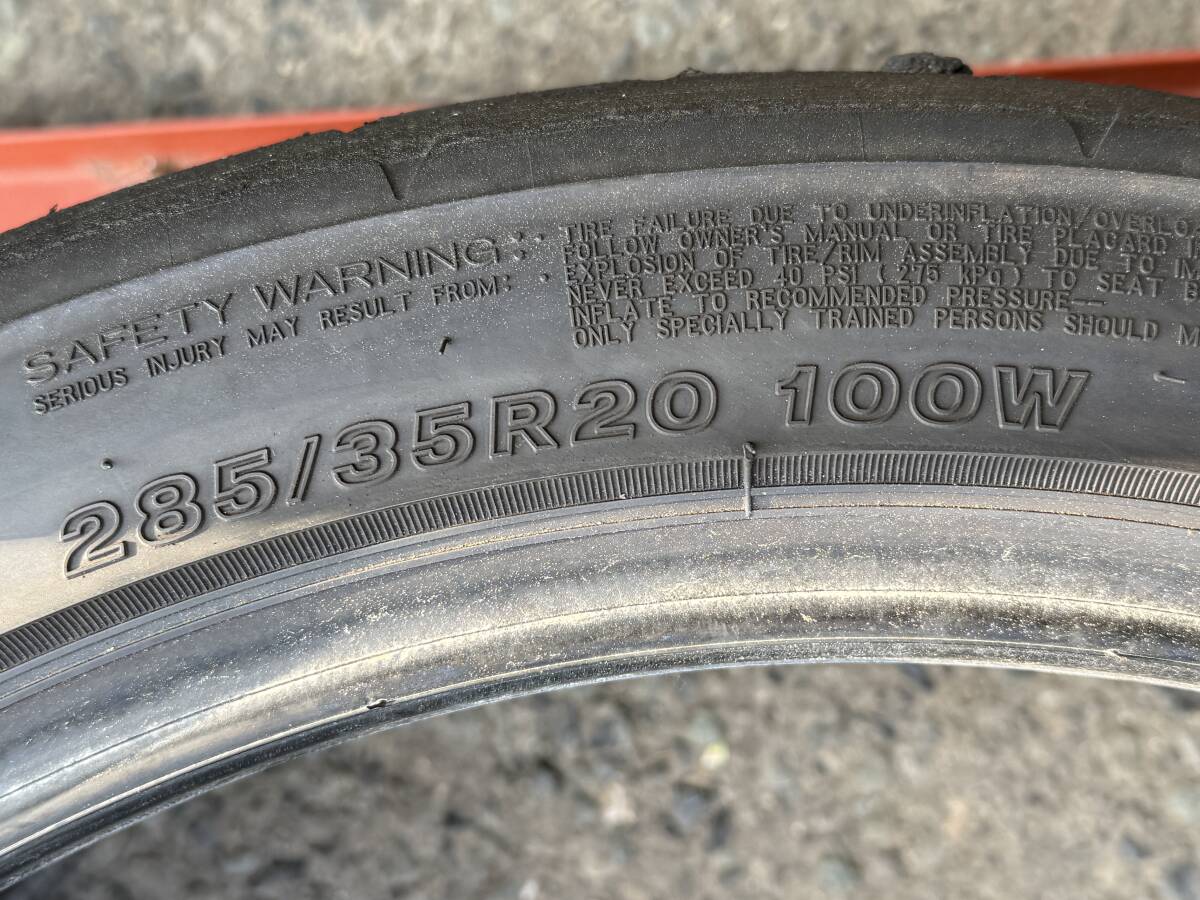 SAFETY WARNING:
SERIOUS INJURY MAY RESULT FROM:
TIRE FAILURE DUE TO UNDERINFLATION/OVERLO
FOLLOW OWNER'S MANUAL OR TIRE PLACARD I
EXPLOSION OF TIRE/RIM ASSEMBLY DUE TO IM
NEVER EXCEED 40 PSI (275 kPa) TO SEAT B
INFLATE TO RECOMMENDED PRESSURE—
ONLY SPECIALLY TRAINED PERSONS SHOULD M
285/35R20 100W